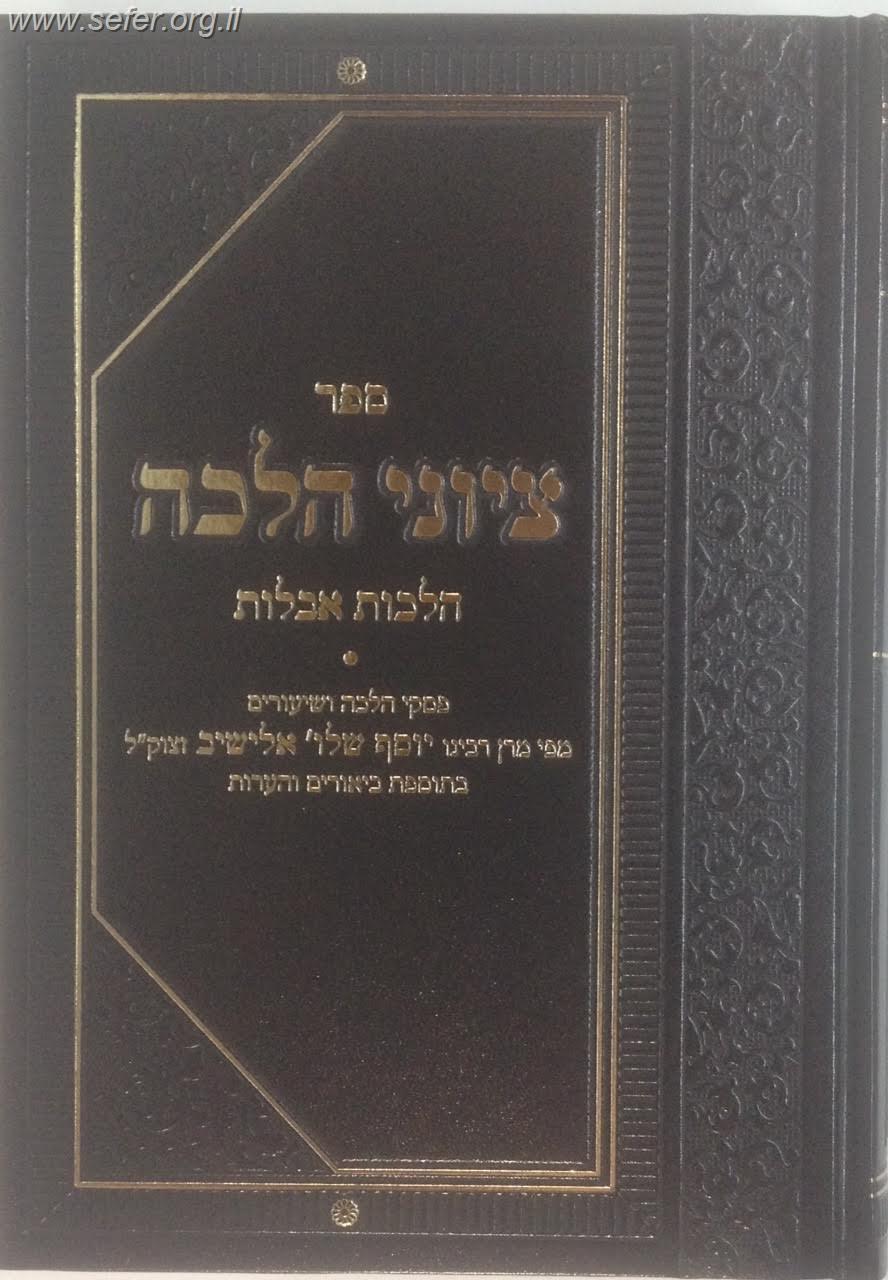 www.sefer.org.il
ספר
ציוני הלכה
הלכות אבלות
פסקי הלכה ושיעורים
מפי מרן רבינו יוסף שלו' אלישיב זצוק"ל
בתוספת ביאורים והערות